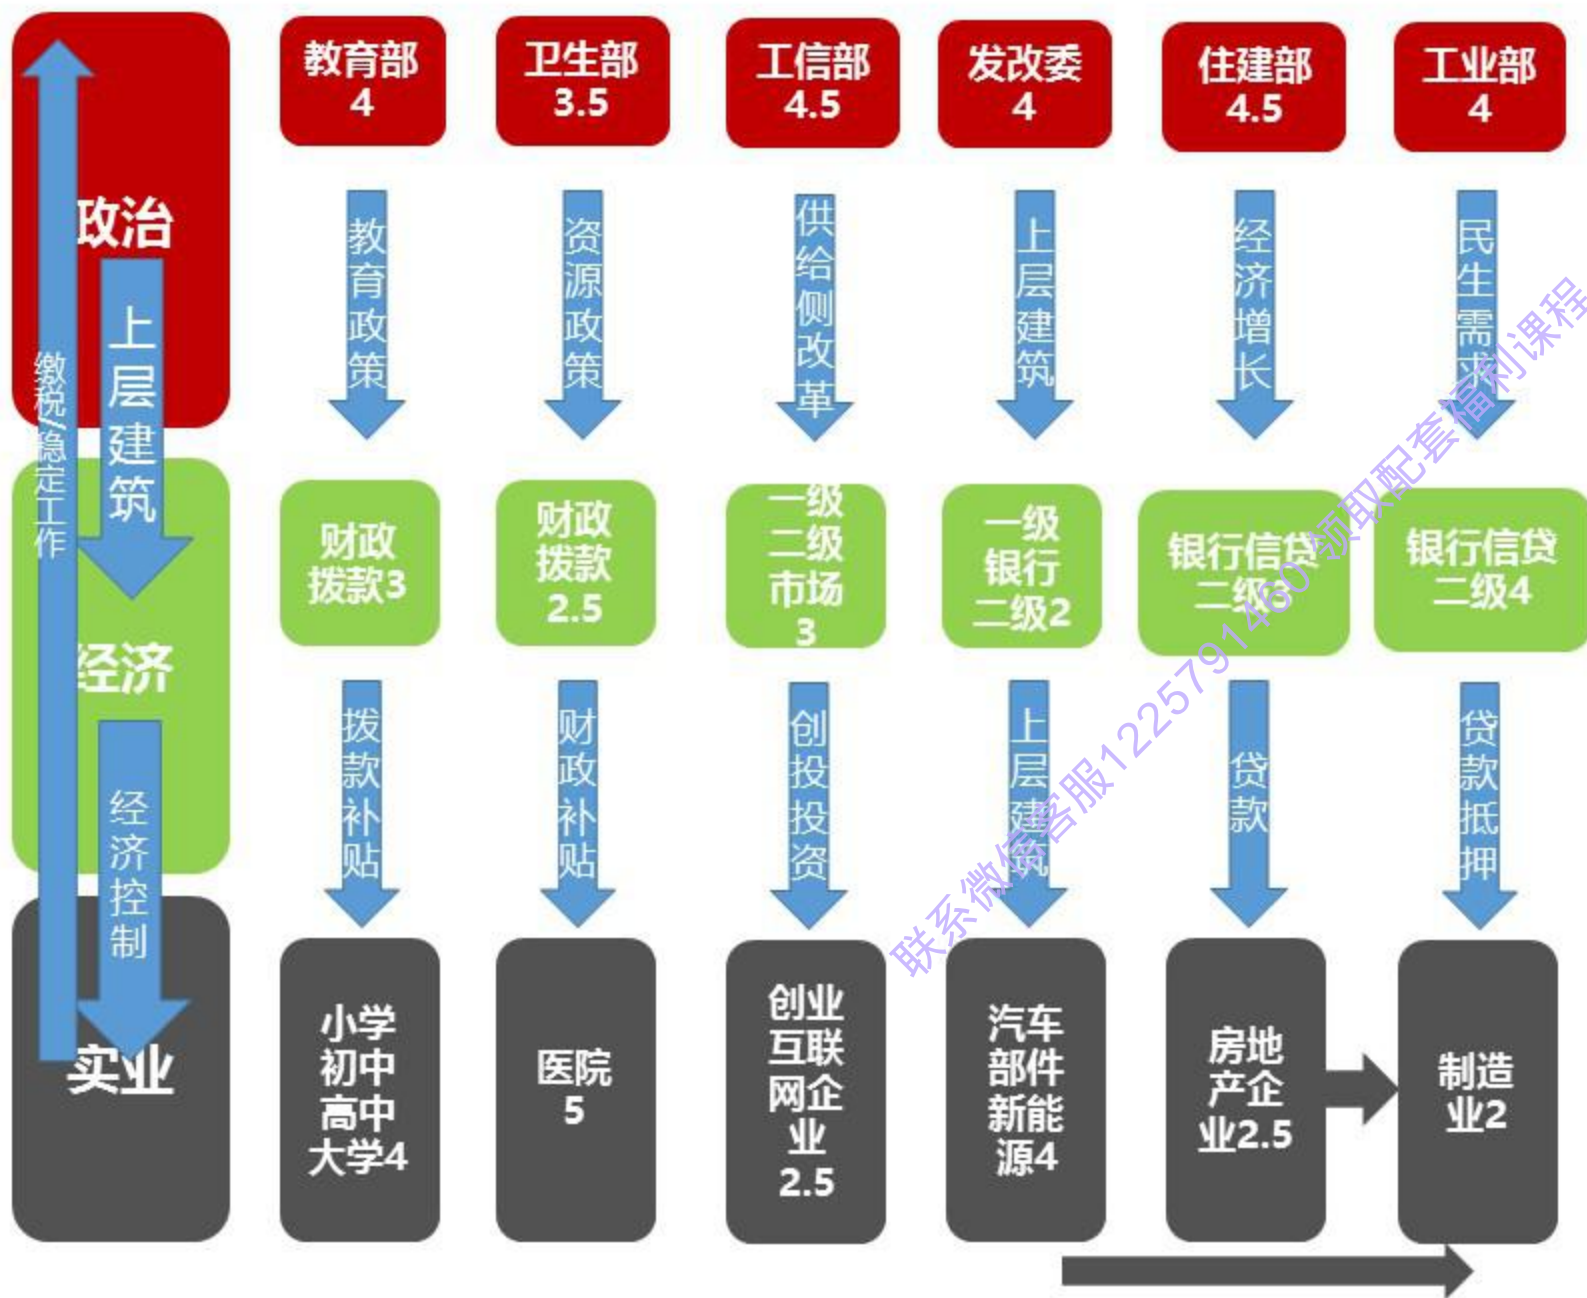 政治
上层建筑
缴税/稳定工作
经济
经济控制
实业
教育部
4
卫生部
3.5
工信部
4.5
发改委
4
住建部
4.5
工业部
4
教育政策
资源政策
供给侧改革
上层建筑
经济增长
民生需求
财政
拨款3
财政
拨款
2.5
一级
二级
市场
3
一级
银行
二级2
银行信贷
二级
银行信贷
二级4
拨款补贴
财政补贴
创投投资
上层建筑
贷款
贷款抵押
小学
初中
高中
大学4
医院
5
创业
互联
网企
业
2.5
汽车
部件
新能
源4
房地
产企
业2.5
制造
业2
联系微信客服1225791460 领取配套福利课程